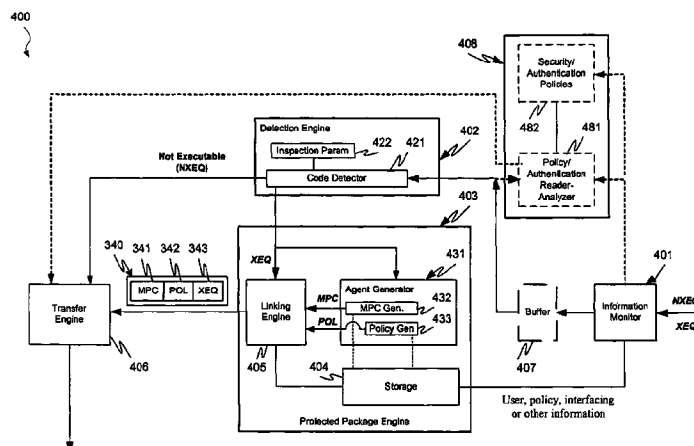 400
408
Security/
Authentication
Policies
482
481
Policy/
Authentication
Reader-
Analyzer
Detection Engine
Inspection Param
422
421
402
Code Detector
Not Executable
(NXEQ)
403
340
341
342
343
MPC
POL
XEQ
XEQ
431
Agent Generator
MPC
MPC Gen.
432
POL
Policy Gen
433
Linking
Engine
405
404
Storage
Protected Package Engine
Transfer
Engine
406
Buffer
407
401
Information
Monitor
NXEQ
XEQ
User, policy, interfacing
or other information